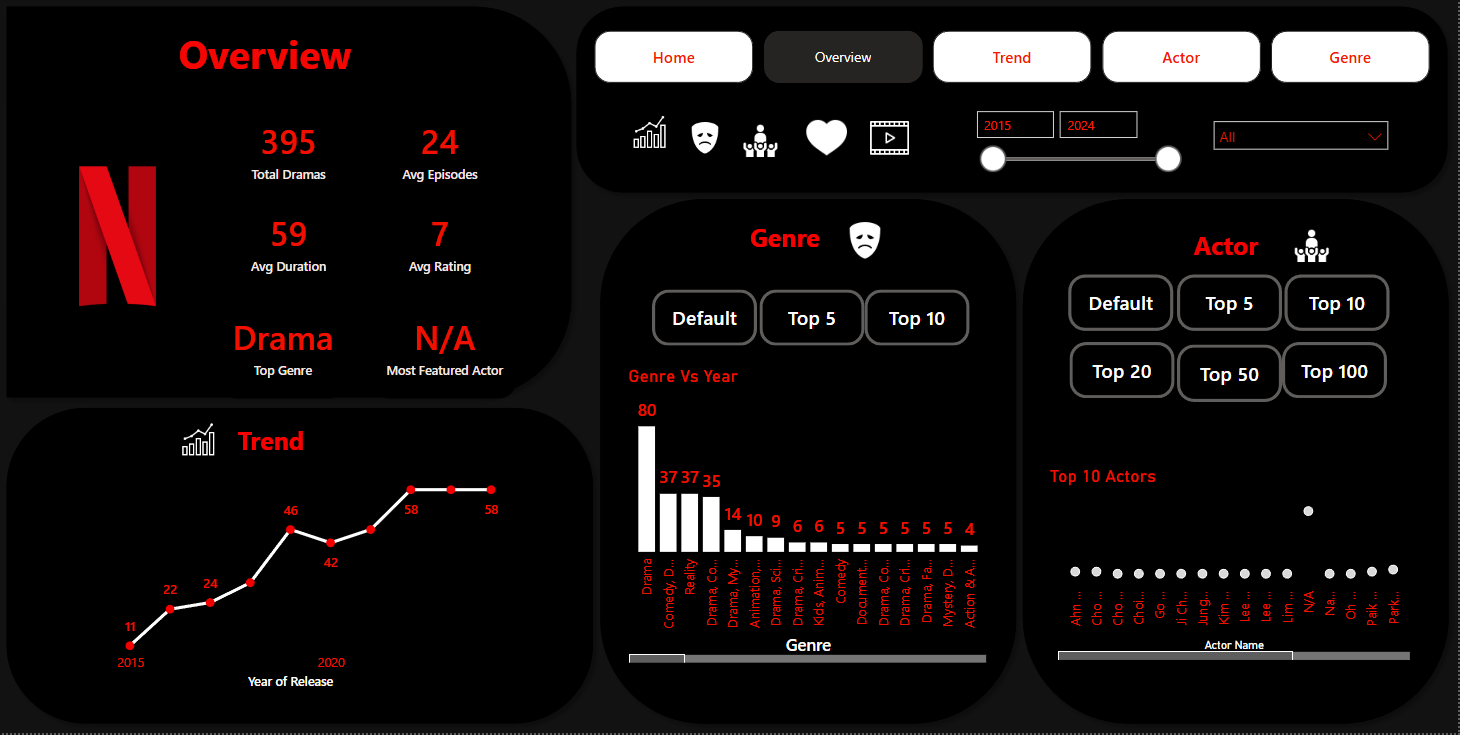 Overview
395
24
Total Dramas
Avg Episodes
59
7
Avg Duration
Avg Rating
Drama
N/A
Top Genre
Most Featured Actor
Home
Overview
Trend
Actor
Genre
2015
2024
All
Trend
11
22
24
46
42
58
58
2015
2020
Year of Release
Genre
Default
Top 5
Top 10
Genre Vs Year
80
37
37
35
14
10
9
6
6
5
5
5
5
5
5
4
Drama
Comedy, D...
Reality
Drama, Co...
Drama, My...
Animation,...
Drama, Sci...
Drama, Cri...
Kids, Anim...
Comedy
Document...
Drama, Co...
Drama, Cri...
Drama, Fa...
Mystery, D...
Action & A...
Genre
Actor
Default
Top 5
Top 10
Top 20
Top 50
Top 100
Top 10 Actors
Ahn ...
Cho ...
Cho ...
Choi...
Go ...
Ji Ch...
Jung...
Kim ...
Lee ...
Lee ...
Lim ...
N/A
Na...
Oh ...
Paik ...
Park...
Actor Name